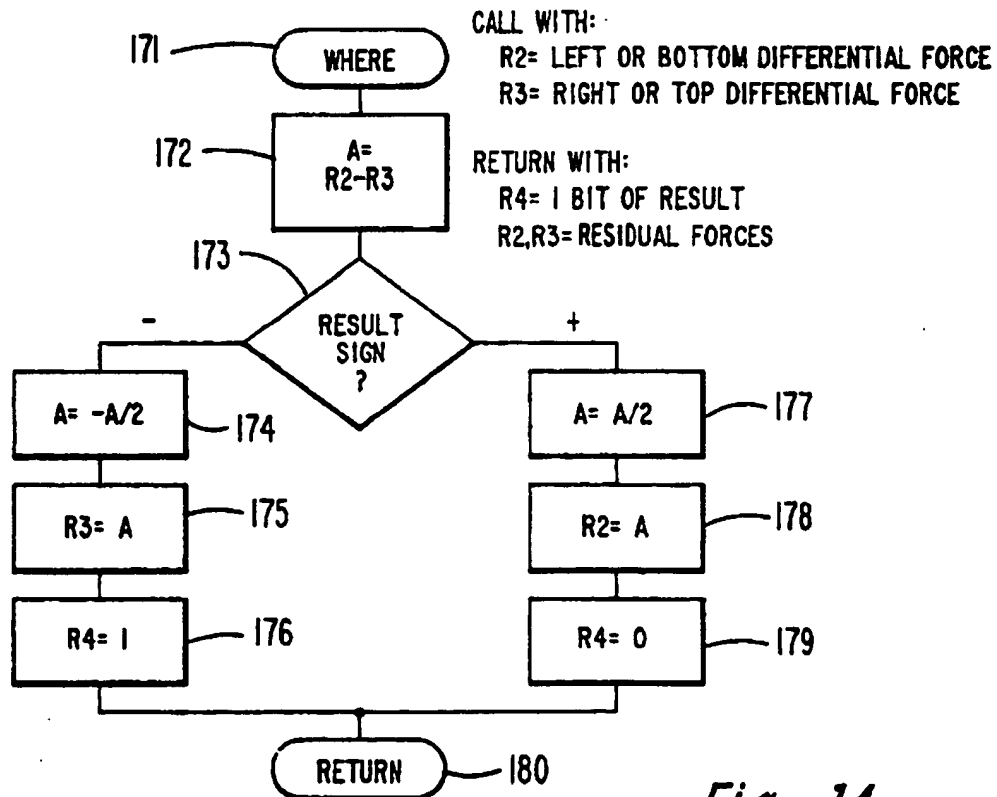 CALL WITH:
171
WHERE
R2= LEFT OR BOTTOM DIFFERENTIAL FORCE
R3= RIGHT OR TOP DIFFERENTIAL FORCE
172
A=
R2-R3
RETURN WITH:
R4= 1 BIT OF RESULT
R2,R3= RESIDUAL FORCES
173
RESULT
SIGN
?
-
+
A= -A/2
174
A= A/2
177
R3= A
175
R2= A
178
R4= 1
176
R4= 0
179
RETURN
180
Fig. 14